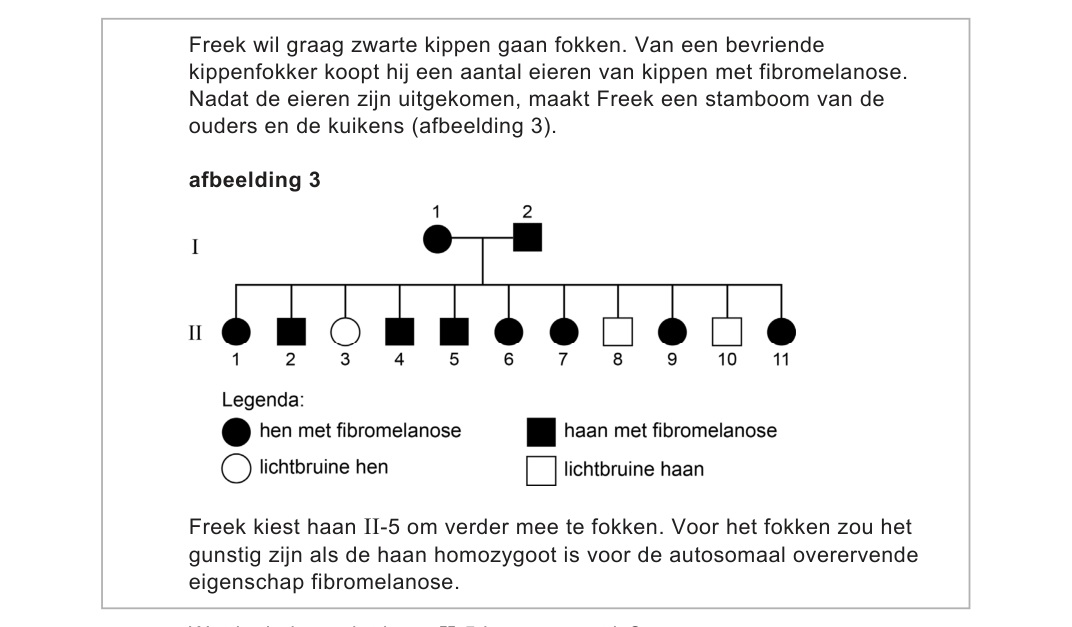 Freek wil graag zwarte kippen gaan fokken. Van een bevriende
kippenfokker koopt hij een aantal eieren van kippen met fibromelanose.
Nadat de eieren zijn uitgekomen, maakt Freek een stamboom van de
ouders en de kuikens (afbeelding 3).
afbeelding 3
1 2
I
II
1 2 3 4 5 6 7 8 9 10 11
Legenda:
hen met fibromelanose haan met fibromelanose
lichtbruine hen lichtbruine haan
Freek kiest haan II-5 om verder mee te fokken. Voor het fokken zou het
gunstig zijn als de haan homozygoot is voor de autosomaal overervende
eigenschap fibromelanose.